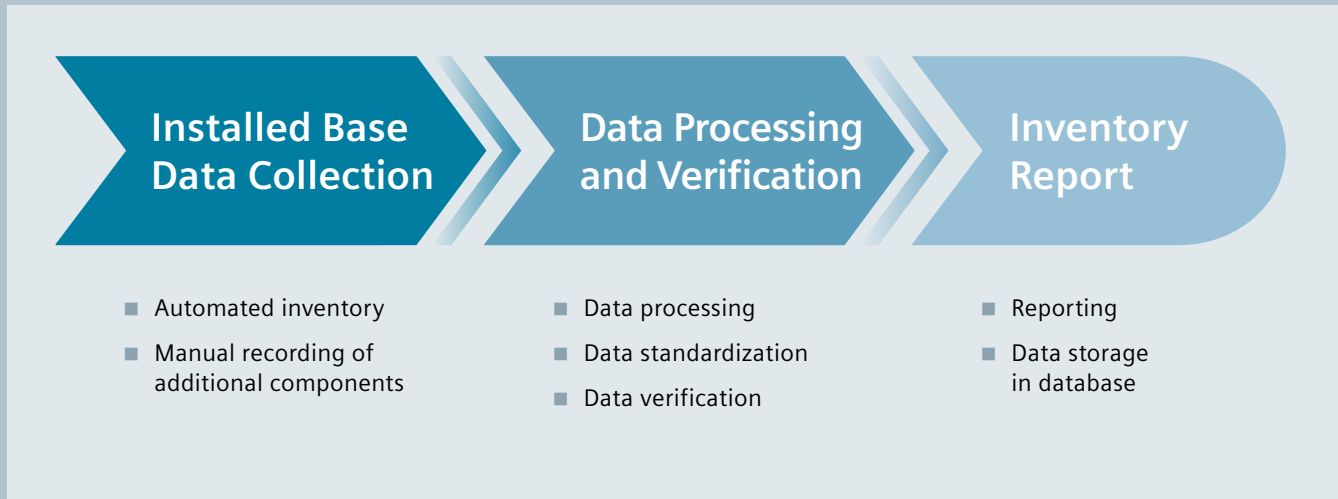 Installed Base
Data Collection
Data Processing
and Verification
Inventory
Report
Automated inventory
Manual recording of
additional components
Data processing
Data standardization
Data verification
Reporting
Data storage
in database